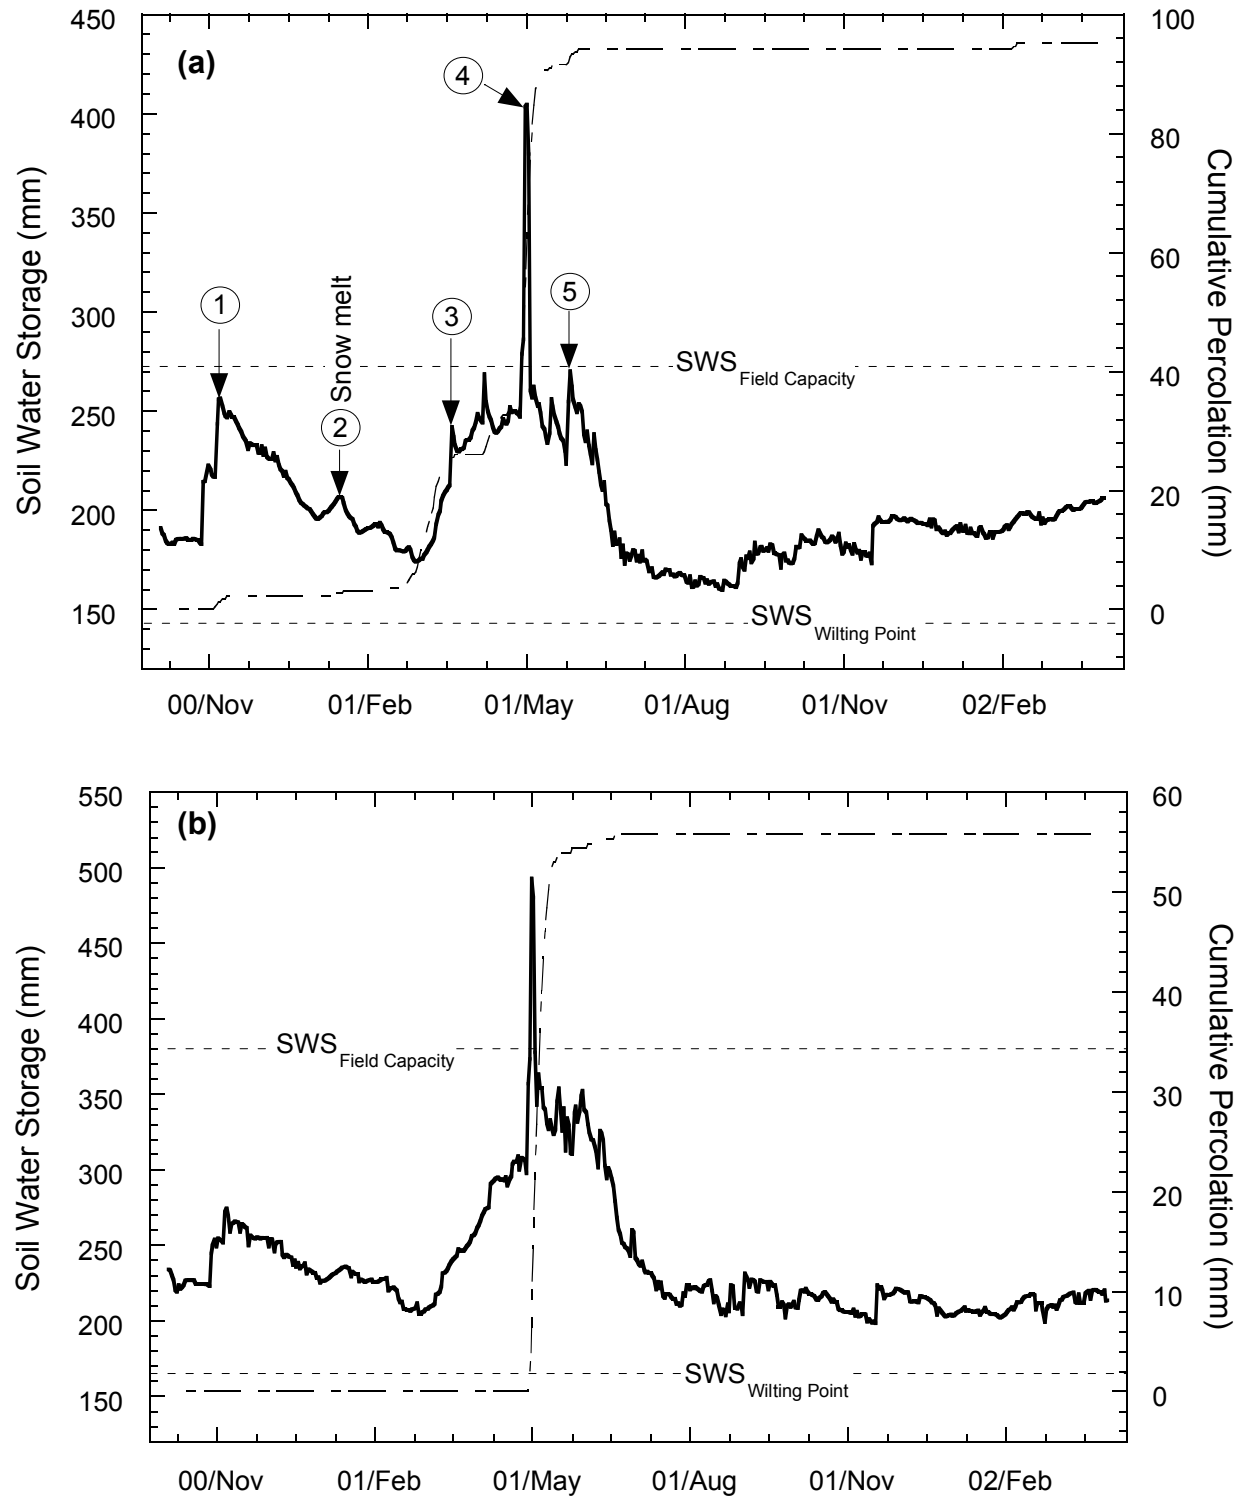 (a)
450
400
350
300
250
200
150
Soil Water Storage (mm)
100
80
60
40
20
0
Cumulative Percolation (mm)
1
Snow melt
2
3
4
5
SWS Field Capacity
SWS Wilting Point
00/Nov 01/Feb 01/May 01/Aug 01/Nov 02/Feb
(b)
550
500
450
400
350
300
250
200
150
Soil Water Storage (mm)
60
50
40
30
20
10
0
Cumulative Percolation (mm)
SWS Field Capacity
SWS Wilting Point
00/Nov 01/Feb 01/May 01/Aug 01/Nov 02/Feb